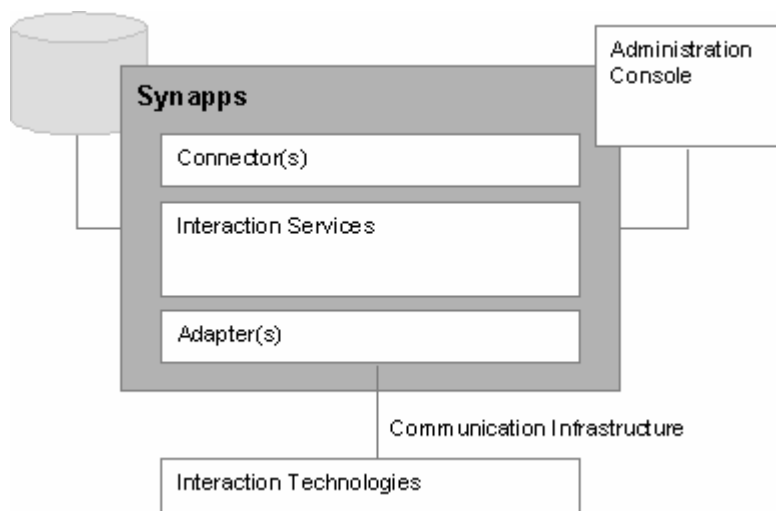 Administration
Console
Synapps
Connector(s)
Interaction Services
Adapter(s)
Communication Infrastructure
Interaction Technologies